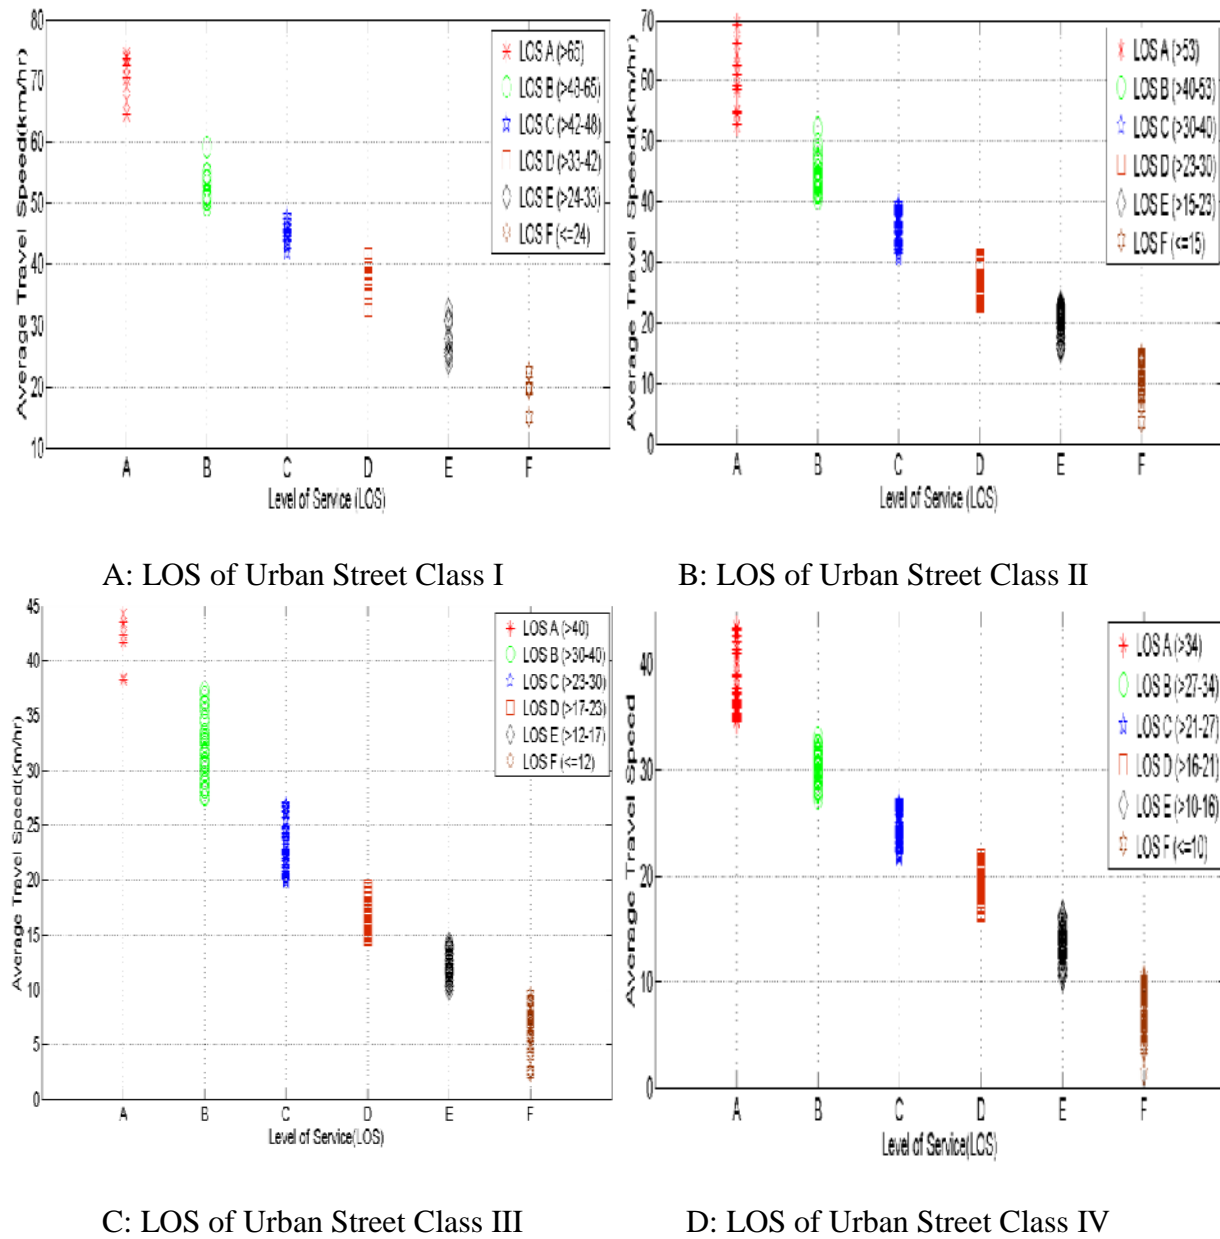 80
70
60
50
40
30
20
10
Average Travel Speed(km/hr)
LOS A (>65)
LOS B (>48-65)
LOS C (>42-48)
LOS D (>33-42)
LOS E (>24-33)
LOS F (<=24)
A B C D E F
Level of Service (LOS)
A: LOS of Urban Street Class I
70
60
50
40
30
20
10
0
Average Travel Speed(Km/hr)
LOS A (>53)
LOS B (>40-53)
LOS C (>30-40)
LOS D (>23-30)
LOS E (>15-23)
LOS F (<=15)
A B C D E F
Level of Service (LOS)
B: LOS of Urban Street Class II
45
40
35
30
25
20
15
10
5
0
Average Travel Speed(Km/hr)
LOS A (>40)
LOS B (>30-40)
LOS C (>23-30)
LOS D (>17-23)
LOS E (>12-17)
LOS F (<=12)
A B C D E F
Level of Service(LOS)
C: LOS of Urban Street Class III
40
30
20
10
0
Average Travel Speed
LOS A (>34)
LOS B (>27-34)
LOS C (>21-27)
LOS D (>16-21)
LOS E (>10-16)
LOS F (<=10)
A B C D E F
Level of Service(LOS)
D: LOS of Urban Street Class IV